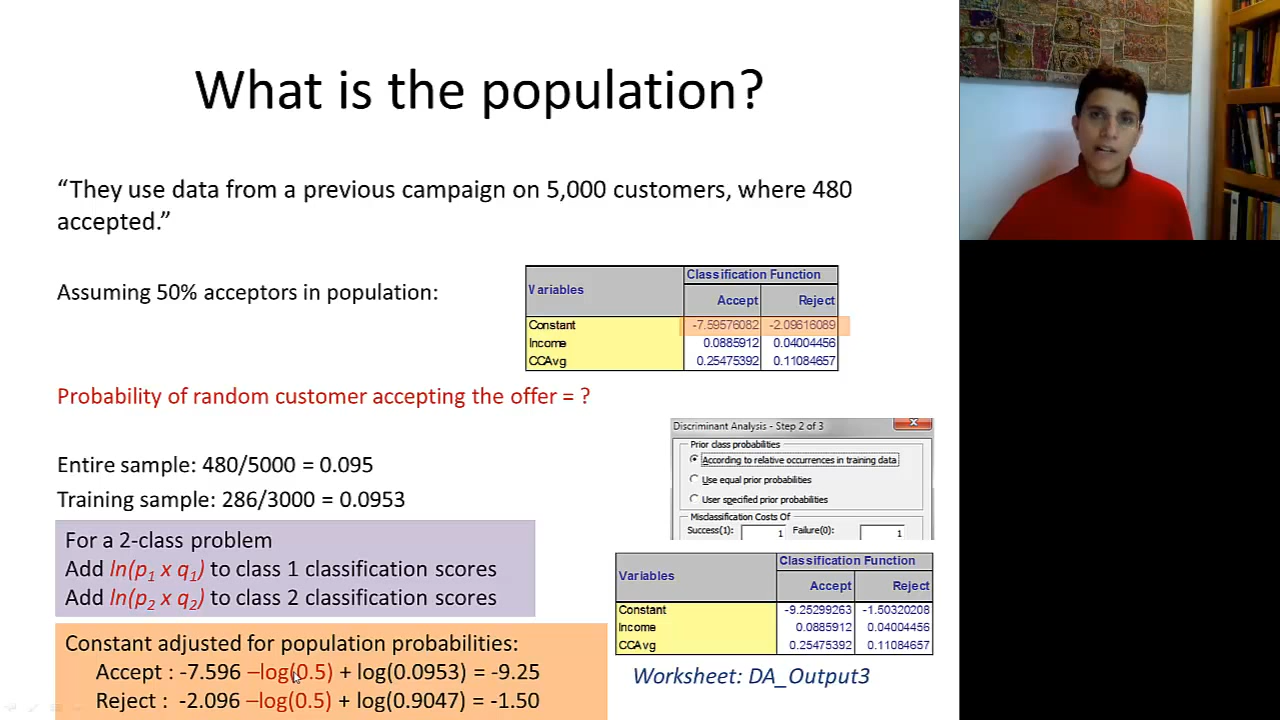 What is the population?
“They use data from a previous campaign on 5,000 customers, where 480
accepted.”
Assuming 50% acceptors in population:
Variables
Classification Function
Accept Reject
Constant -7.59576082 -2.09616089
Income 0.0885912 0.04004456
CCAvg 0.25475392 0.11084657
Probability of random customer accepting the offer = ?
Entire sample: 480/5000 = 0.095
Training sample: 286/3000 = 0.0953
Discriminant Analysis - Step 2 of 3
Prior class probabilities
According to relative occurrences in training data
Use equal prior probabilities
User specified prior probabilities
Misclassification Costs Of
Success(1): 1 Failure(0): 1
For a 2-class problem
Add ln(p1 x q1) to class 1 classification scores
Add ln(p2 x q2) to class 2 classification scores
Variables
Classification Function
Accept Reject
Constant -9.25299263 -1.50320208
Income 0.0885912 0.04004456
CCAvg 0.25475392 0.11084657
Constant adjusted for population probabilities:
Accept : -7.596 –log(0.5) + log(0.0953) = -9.25
Reject : -2.096 –log(0.5) + log(0.9047) = -1.50
Worksheet: DA_Output3